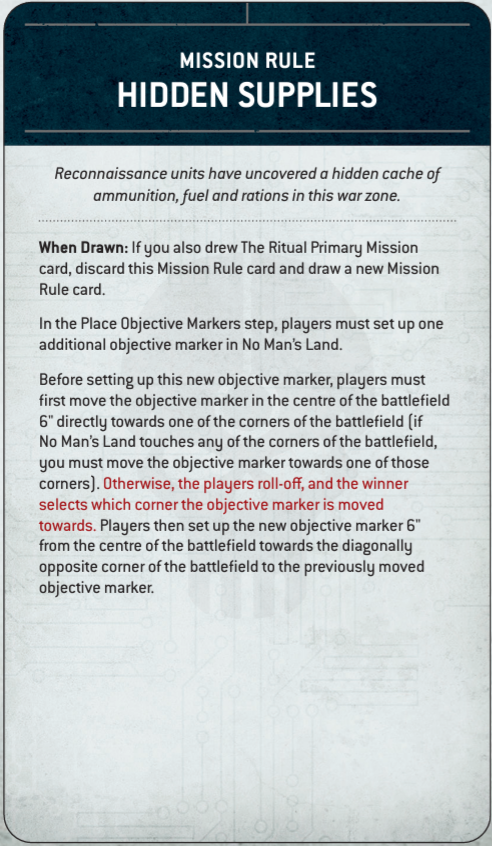 MISSION RULE
HIDDEN SUPPLIES
Reconnaissance units have uncovered a hidden cache of
ammunition, fuel and rations in this war zone.
When Drawn: If you also drew The Ritual Primary Mission
card, discard this Mission Rule card and draw a new Mission
Rule card.
In the Place Objective Markers step, players must set up one
additional objective marker in No Man's Land.
Before setting up this new objective marker, players must
first move the objective marker in the centre of the battlefield
6" directly towards one of the corners of the battlefield (if
No Man's Land touches any of the corners of the battlefield,
you must move the objective marker towards one of those
corners). Otherwise, the players roll-off, and the winner
selects which corner the objective marker is moved
towards. Players then set up the new objective marker 6"
from the centre of the battlefield towards the diagonally
opposite corner of the battlefield to the previously moved
objective marker.